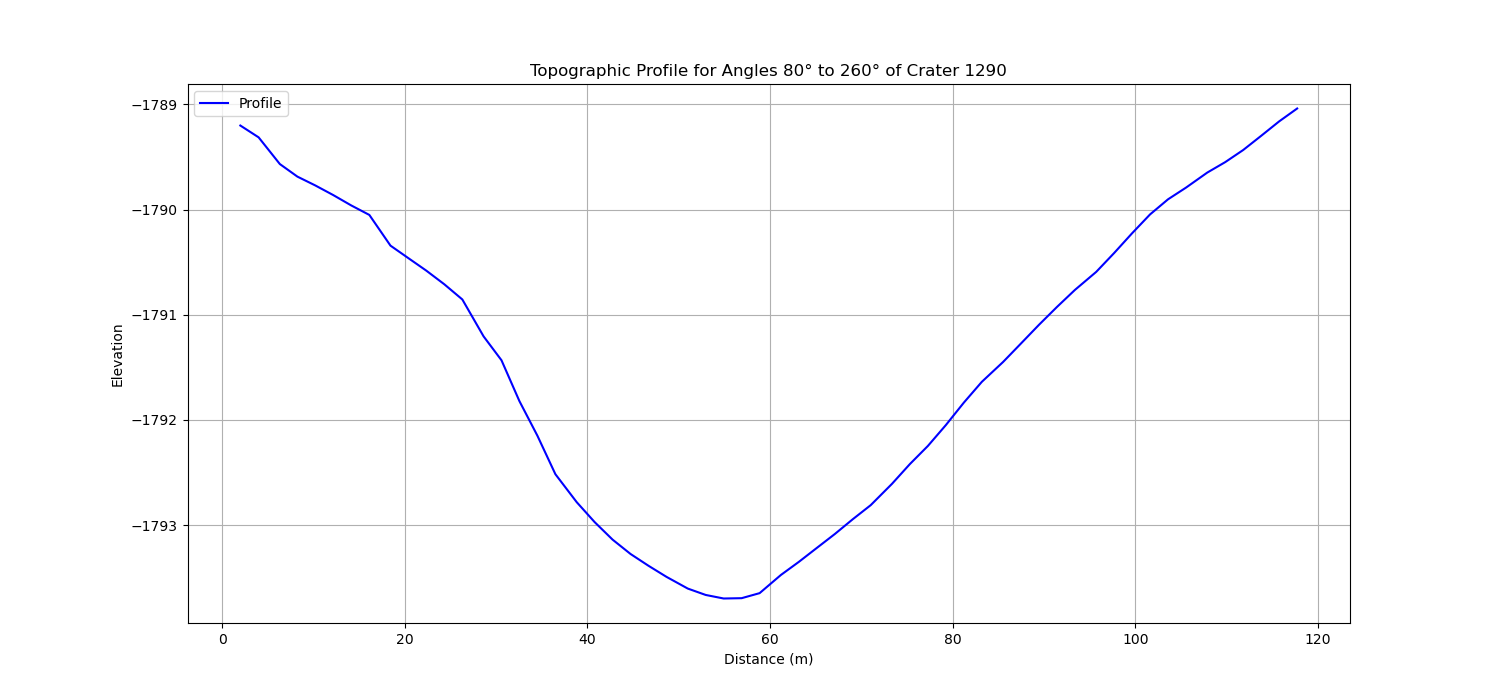 Topographic Profile for Angles 80° to 260° of Crater 1290
Profile
−1789
−1790
−1791
−1792
−1793
Elevation
0 20 40 60 80 100 120
Distance (m)